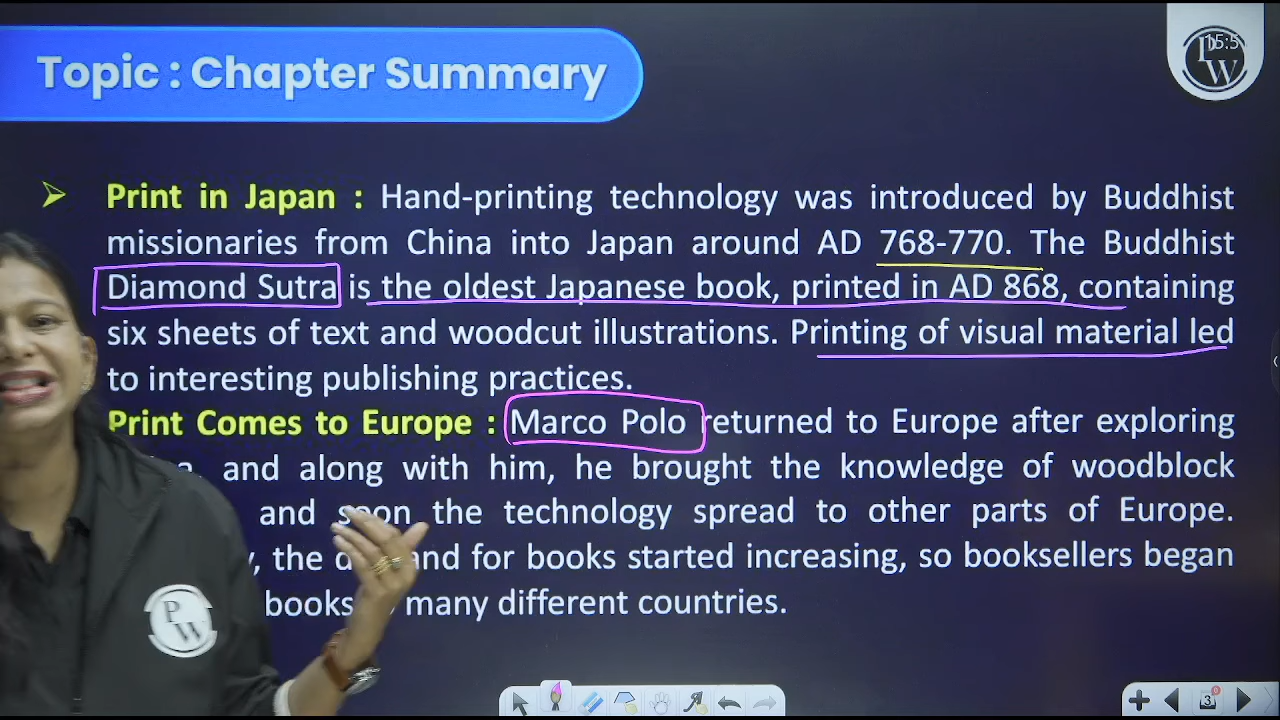 Topic : Chapter Summary
15:5
PW
Print in Japan : Hand-printing technology was introduced by Buddhist
missionaries from China into Japan around AD 768-770. The Buddhist
Diamond Sutra is the oldest Japanese book, printed in AD 868, containing
six sheets of text and woodcut illustrations. Printing of visual material led
to interesting publishing practices.
Print Comes to Europe : Marco Polo returned to Europe after exploring
and along with him, he brought the knowledge of woodblock
and soon the technology spread to other parts of Europe.
, the demand for books started increasing, so booksellers began
books many different countries.
PW
3